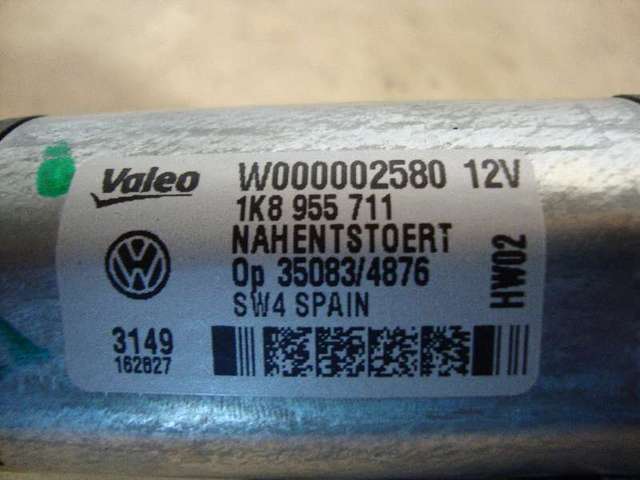 Valeo W000002580 12V
1K8 955 711
NAHENTSTOERT
Op 35083/4876
SW4 SPAIN
HW02
3149
162827